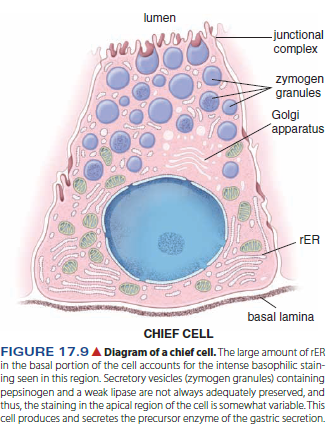 lumen
junctional
complex
zymogen
granules
Golgi
apparatus
rER
basal lamina
CHIEF CELL
FIGURE 17.9 ▲ Diagram of a chief cell. The large amount of rER
in the basal portion of the cell accounts for the intense basophilic stain-
ing seen in this region. Secretory vesicles (zymogen granules) containing
pepsinogen and a weak lipase are not always adequately preserved, and
thus, the staining in the apical region of the cell is somewhat variable. This
cell produces and secretes the precursor enzyme of the gastric secretion.